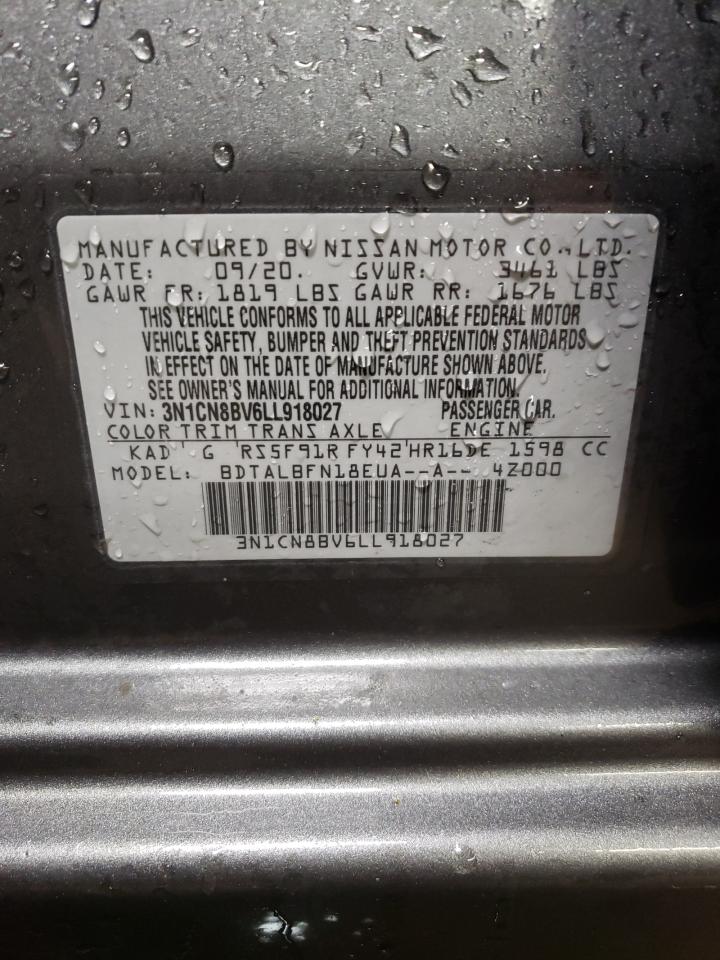 MANUFACTURED BY NISSAN MOTOR CO., LTD.
DATE: 09/20. GVWR: 3461 LBS
GAWR FR: 1819 LBS GAWR RR: 1676 LBS
THIS VEHICLE CONFORMS TO ALL APPLICABLE FEDERAL MOTOR
VEHICLE SAFETY, BUMPER AND THEFT PREVENTION STANDARDS
IN EFFECT ON THE DATE OF MANUFACTURE SHOWN ABOVE.
SEE OWNER'S MANUAL FOR ADDITIONAL INFORMATION.
VIN: 3N1CN8BV6LL918027 PASSENGER CAR.
COLOR TRIM TRANS AXLE ENGINE
KAD' G 'RS5F91R FY42'HR16DE 1598 CC
MODEL: BDTALBFN18EUA--A-- 4Z000
3N1CN8BV6LL918027